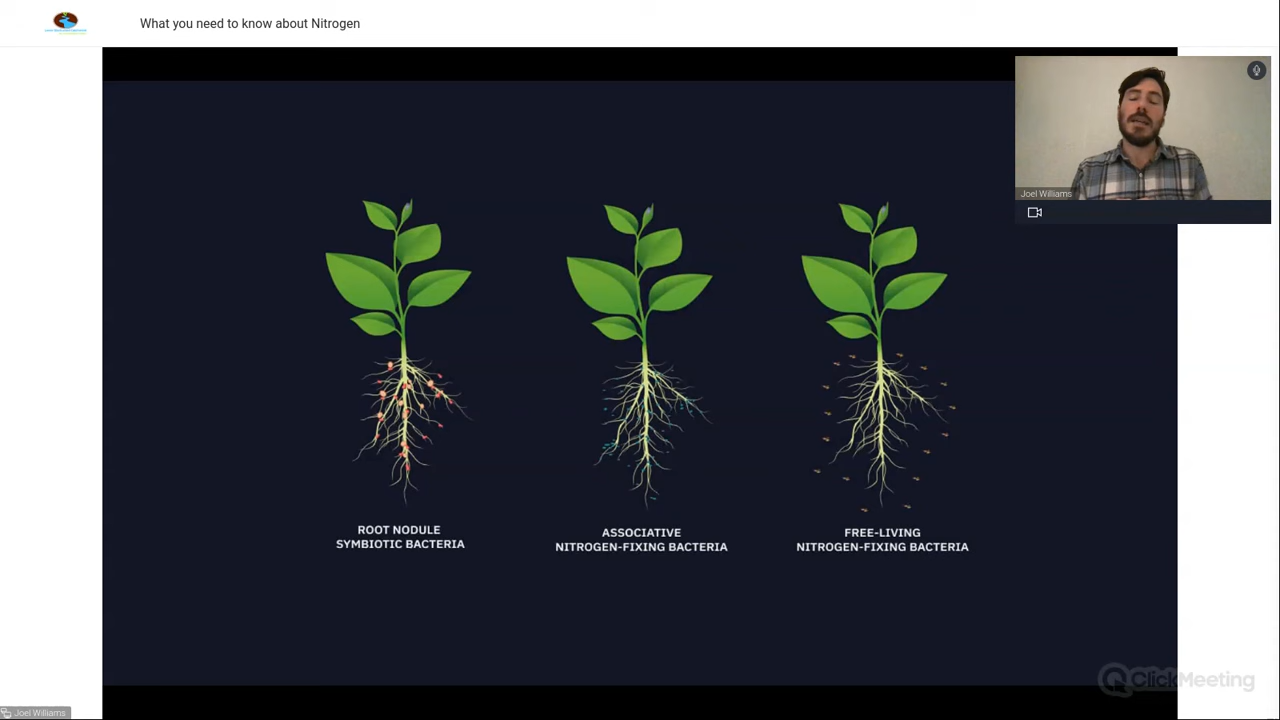 What you need to know about Nitrogen
Joel Williams
ROOT NODULE
SYMBIOTIC BACTERIA
ASSOCIATIVE
NITROGEN-FIXING BACTERIA
FREE-LIVING
NITROGEN-FIXING BACTERIA
ClickMeeting
Joel Williams